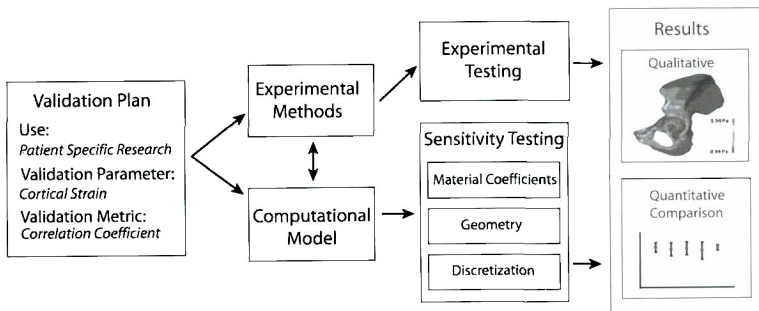 Validation Plan
Use:
Patient Specific Research
Validation Parameter:
Cortical Strain
Validation Metric:
Correlation Coefficient
Experimental
Methods
Computational
Model
Experimental
Testing
Sensitivity Testing
Material Coefficients
Geometry
Discretization
Results
Qualitative
5 MPa
0 MPa
Quantitative
Comparison